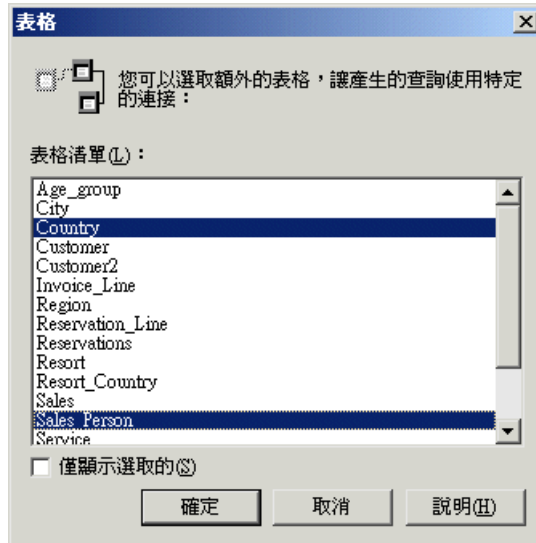 表格
您可以選取額外的表格，讓產生的查詢使用特定
的連接：
表格清單(L)：
Age_group
City
Country
Customer
Customer2
Invoice_Line
Region
Reservation_Line
Reservations
Resort
Resort_Country
Sales
Sales_Person
Service
僅顯示選取的(S)
確定
取消
說明(H)